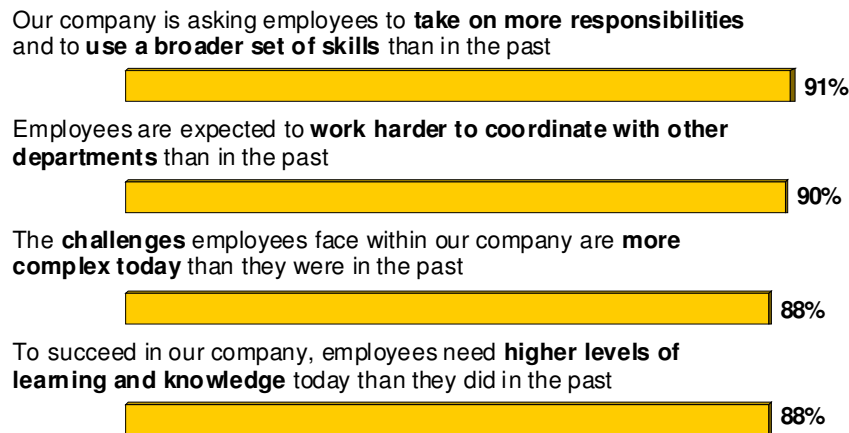 Our company is asking employees to take on more responsibilities
and to use a broader set of skills than in the past
91%
Employees are expected to work harder to coordinate with other
departments than in the past
90%
The challenges employees face within our company are more
complex today than they were in the past
88%
To succeed in our company, employees need higher levels of
learning and knowledge today than they did in the past
88%